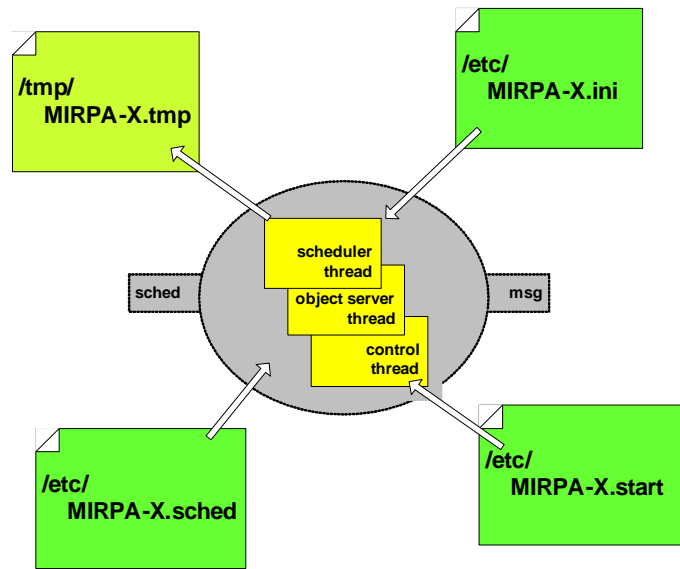 /tmp/
MIRPA-X.tmp
/etc/
MIRPA-X.ini
scheduler
thread
sched
object server
thread
msg
control
thread
/etc/
MIRPA-X.sched
/etc/
MIRPA-X.start